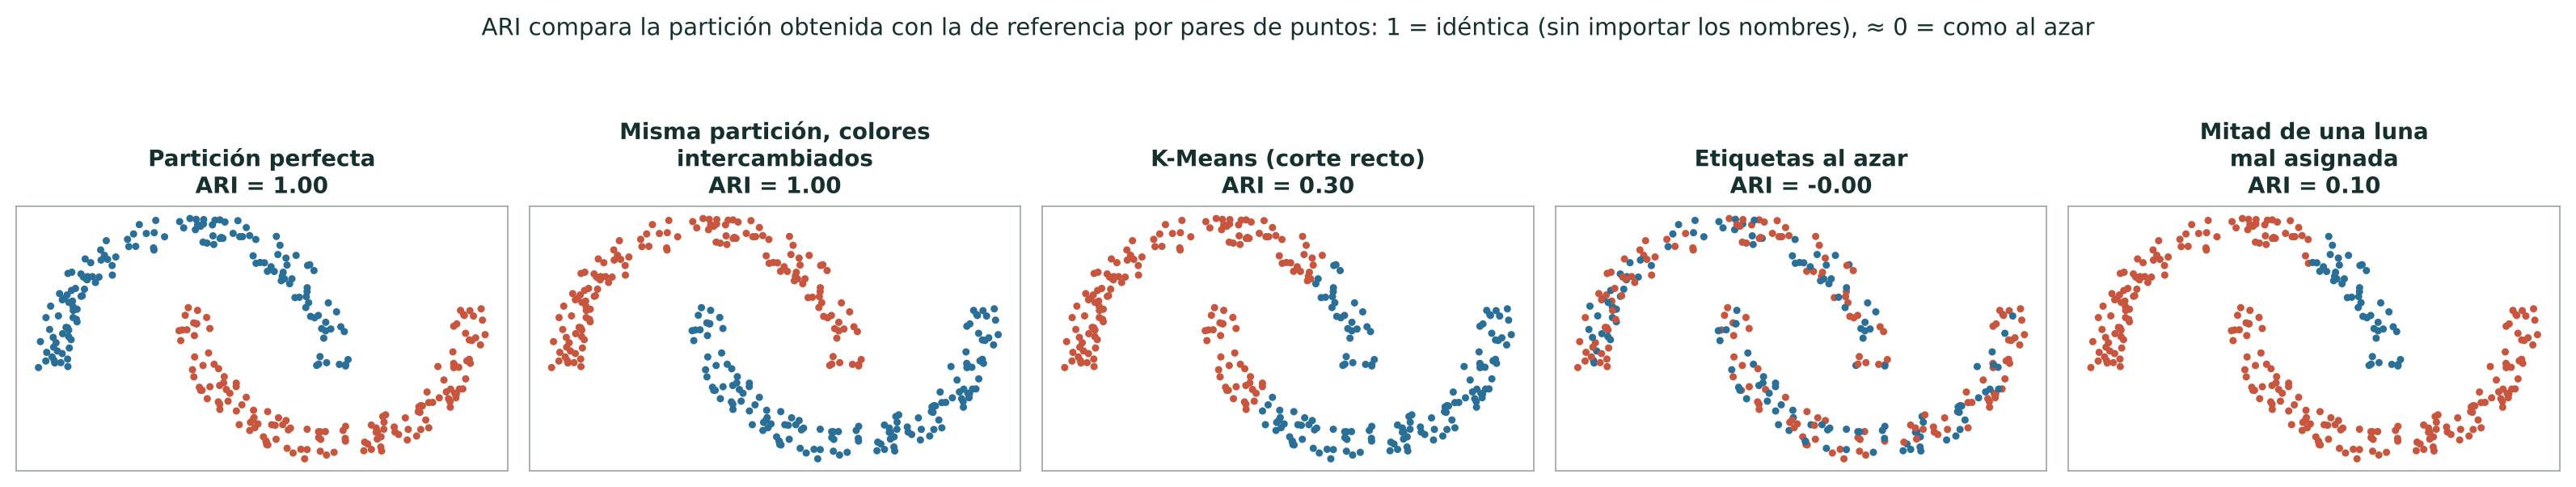 ARI compara la partición obtenida con la de referencia por pares de puntos: 1 = idéntica (sin importar los nombres), ≈ 0 = como al azar
Partición perfecta
ARI = 1.00
Misma partición, colores
intercambiados
ARI = 1.00
K-Means (corte recto)
ARI = 0.30
Etiquetas al azar
ARI = -0.00
Mitad de una luna
mal asignada
ARI = 0.10